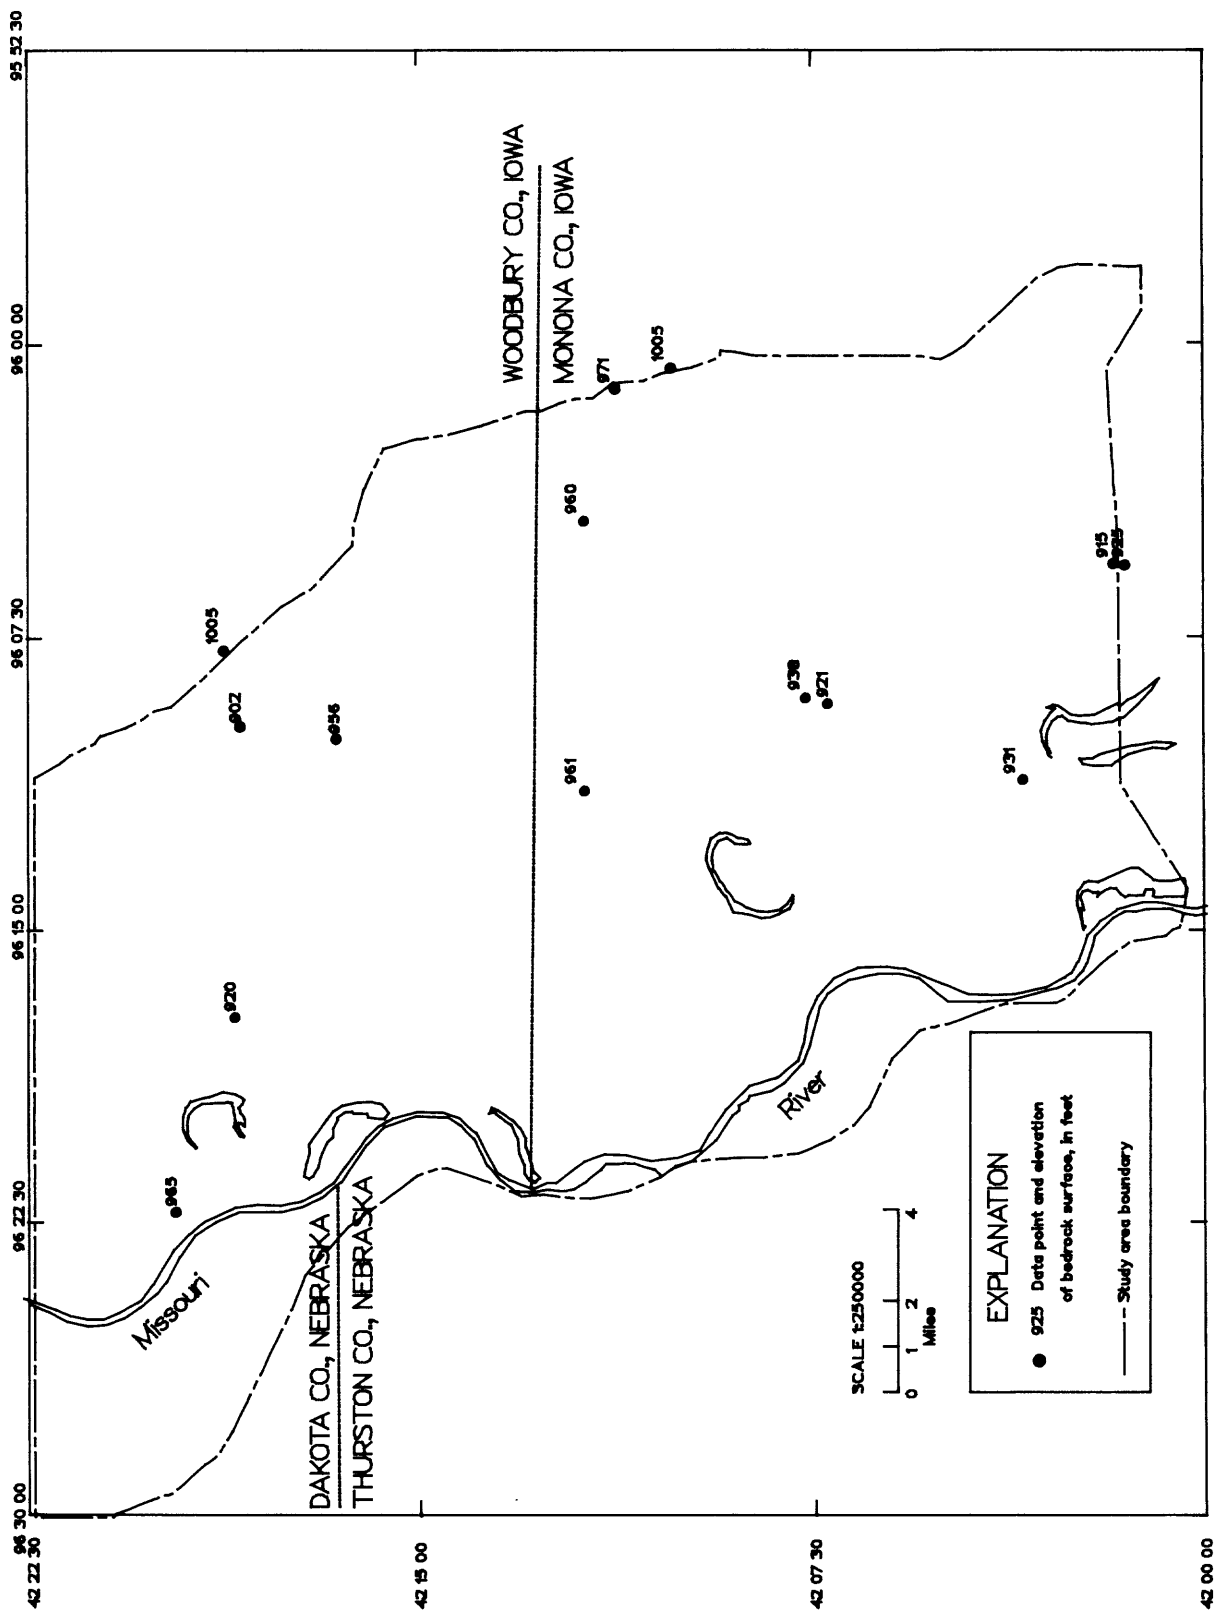 96 30 00
96 22 30
96 15 00
96 07 30
96 00 00
95 52 30
42 22 30
42 15 00
42 07 30
42 00 00
1005
902
956
920
965
Missouri
DAKOTA CO., NEBRASKA
THURSTON CO., NEBRASKA
WOODBURY CO., IOWA
MONONA CO., IOWA
971
1005
960
961
938
921
915
925
931
River
SCALE 1:250000
0 1 2 4
Miles
EXPLANATION
925 Data point and elevation
of bedrock surface, in feet
Study area boundary